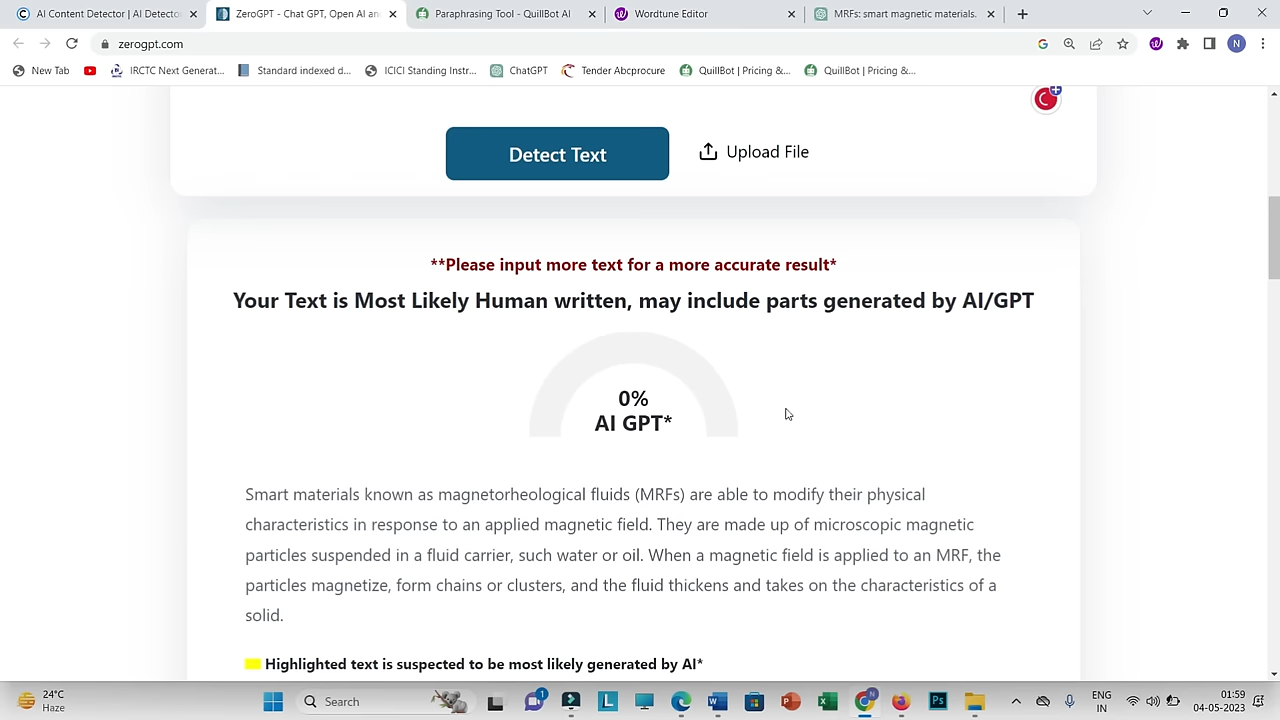 AI Content Detector | AI Detecto
ZeroGPT - Chat GPT, Open AI an
Paraphrasing Tool - QuillBot AI
Wordtune Editor
MRFs: smart magnetic materials.
zerogpt.com
N
New Tab
IRCTC Next Generat...
Standard indexed d...
ICICI Standing Instr...
ChatGPT
Tender Abcprocure
QuillBot | Pricing &...
QuillBot | Pricing &...
Detect Text
Upload File
**Please input more text for a more accurate result*
Your Text is Most Likely Human written, may include parts generated by AI/GPT
0%
AI GPT*
Smart materials known as magnetorheological fluids (MRFs) are able to modify their physical
characteristics in response to an applied magnetic field. They are made up of microscopic magnetic
particles suspended in a fluid carrier, such water or oil. When a magnetic field is applied to an MRF, the
particles magnetize, form chains or clusters, and the fluid thickens and takes on the characteristics of a
solid.
Highlighted text is suspected to be most likely generated by AI*
24°C
Haze
Search
1
ENG
IN
01:59
04-05-2023